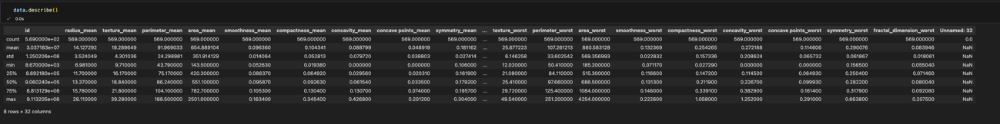 data.describe()
0.0s
id radius_mean texture_mean perimeter_mean area_mean smoothness_mean compactness_mean concavity_mean concave points_mean symmetry_mean ... texture_worst perimeter_worst area_worst smoothness_worst compactness_worst concavity_worst concave points_worst symmetry_worst fractal_dimension_worst Unnamed: 32
count 5.690000e+02 569.000000 569.000000 569.000000 569.000000 569.000000 569.000000 569.000000 569.000000 569.000000 ... 569.000000 569.000000 569.000000 569.000000 569.000000 569.000000 569.000000 569.000000 569.000000 0.0
mean 3.037183e+07 14.127292 19.289649 91.969033 654.889104 0.096360 0.104341 0.088799 0.048919 0.181162 ... 25.677223 107.261213 880.583128 0.132369 0.254265 0.272188 0.114606 0.290076 0.083946 NaN
std 1.250206e+08 3.524049 4.301036 24.298981 351.914129 0.014064 0.052813 0.079720 0.038803 0.027414 ... 6.146258 33.602542 569.356993 0.022832 0.157336 0.208624 0.065732 0.061867 0.018061 NaN
min 8.670000e+03 6.981000 9.710000 43.790000 143.500000 0.052630 0.019380 0.000000 0.000000 0.106000 ... 12.020000 50.410000 185.200000 0.071170 0.027290 0.000000 0.000000 0.156500 0.055040 NaN
25% 8.692180e+05 11.700000 16.170000 75.170000 420.300000 0.086370 0.064920 0.029560 0.020310 0.161900 ... 21.080000 84.110000 515.300000 0.116600 0.147200 0.114500 0.064930 0.250400 0.071460 NaN
50% 9.060240e+05 13.370000 18.840000 86.240000 551.100000 0.095870 0.092630 0.061540 0.033500 0.179200 ... 25.410000 97.660000 686.500000 0.131300 0.211900 0.226700 0.099930 0.282200 0.080040 NaN
75% 8.813129e+06 15.780000 21.800000 104.100000 782.700000 0.105300 0.130400 0.130700 0.074000 0.195700 ... 29.720000 125.400000 1084.000000 0.146000 0.339100 0.382900 0.161400 0.317900 0.092080 NaN
max 9.113205e+08 28.110000 39.280000 188.500000 2501.000000 0.163400 0.345400 0.426800 0.201200 0.304000 ... 49.540000 251.200000 4254.000000 0.222600 1.058000 1.252000 0.291000 0.663800 0.207500 NaN
8 rows × 32 columns